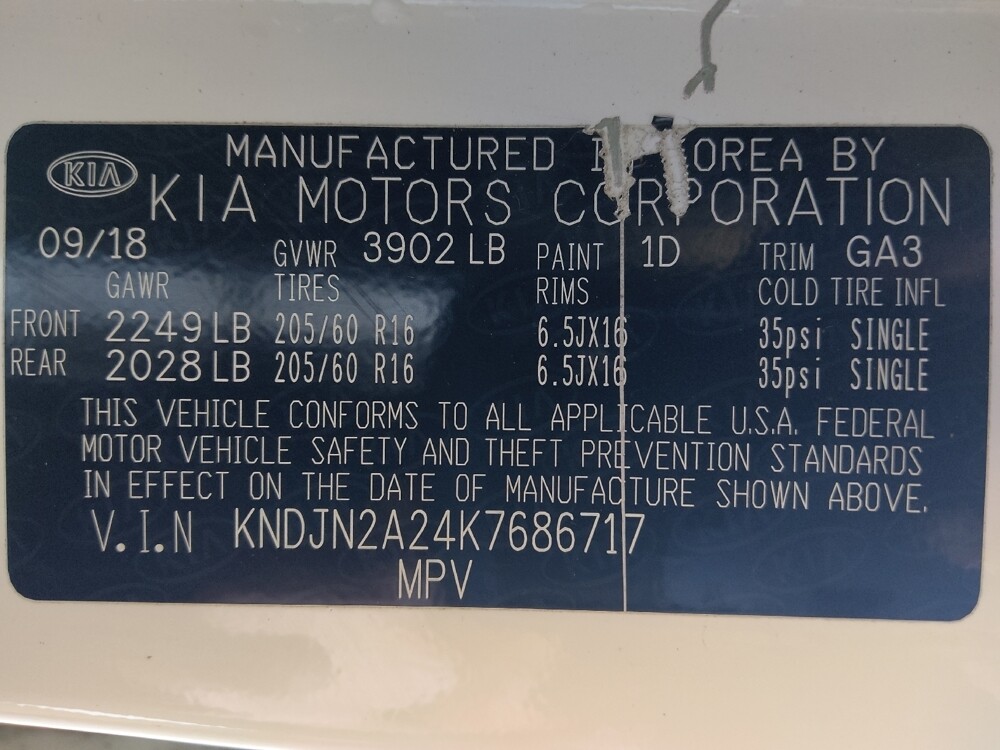 KIA
MANUFACTURED OREA BY
KIA MOTORS CORPORATION
09/18 GVWR 3902 LB PAINT 1D TRIM GA3
GAWR TIRES RIMS COLD TIRE INFL
FRONT 2249 LB 205/60 R16 6.5JX16 35psi SINGLE
REAR 2028 LB 205/60 R16 6.5JX16 35psi SINGLE
THIS VEHICLE CONFORMS TO ALL APPLICABLE U.S.A. FEDERAL
MOTOR VEHICLE SAFETY AND THEFT PREVENTION STANDARDS
IN EFFECT ON THE DATE OF MANUFACTURE SHOWN ABOVE.
V.I.N KNDJN2A24K7686717
MPV